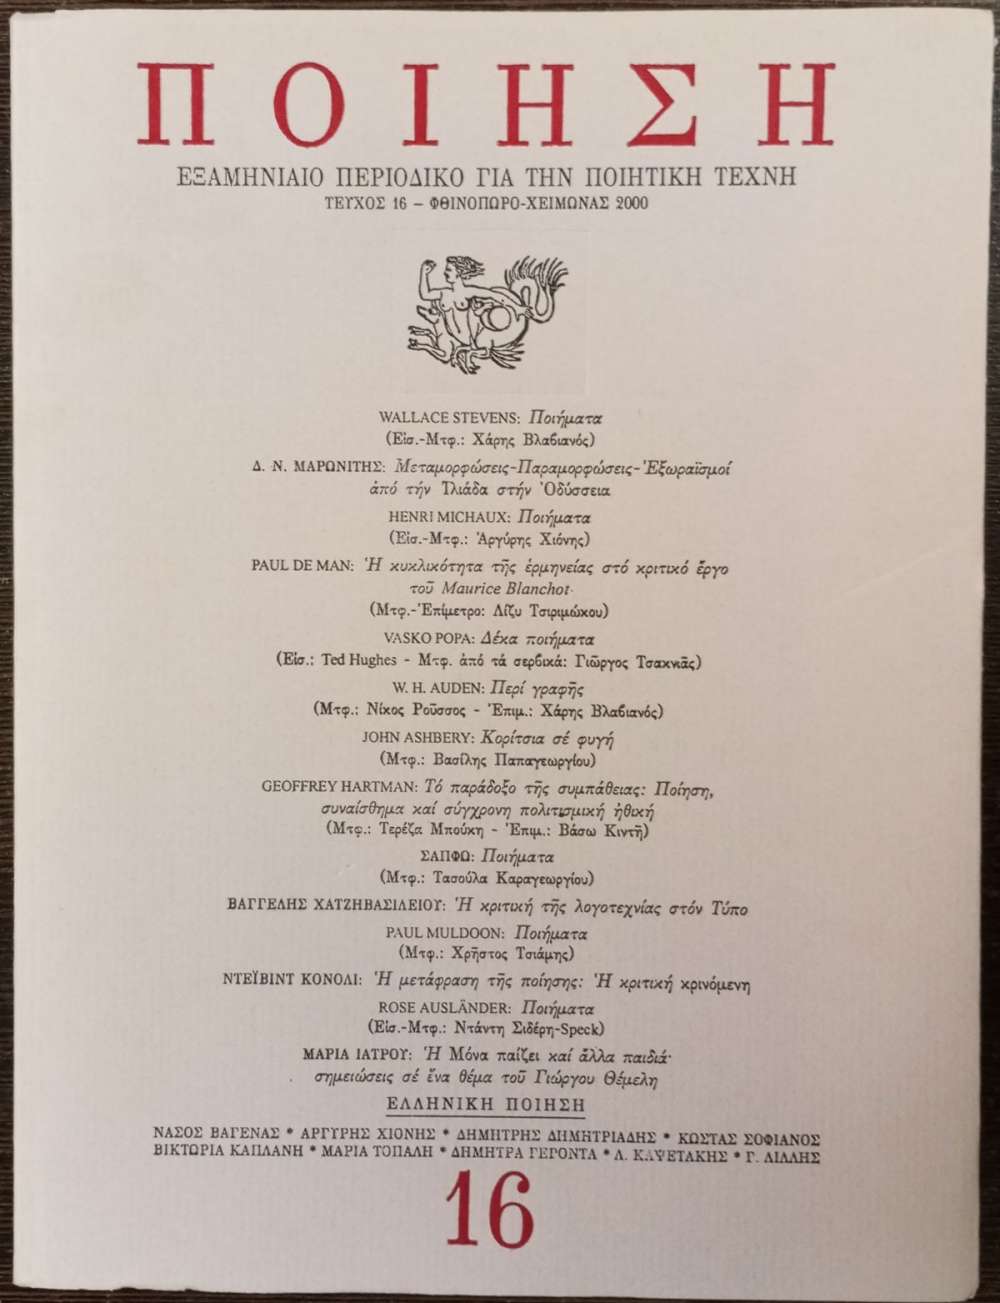 ΠΟΙΗΣΗ
ΕΞΑΜΗΝΙΑΙΟ ΠΕΡΙΟΔΙΚΟ ΓΙΑ ΤΗΝ ΠΟΙΗΤΙΚΗ ΤΕΧΝΗ
ΤΕΥΧΟΣ 16 – ΦΘΙΝΟΠΩΡΟ-ΧΕΙΜΩΝΑΣ 2000
WALLACE STEVENS: Ποιήματα
(Εἰσ.-Μτφ.: Χάρης Βλαβιανός)
Δ. Ν. ΜΑΡΩΝΙΤΗΣ: Μεταμορφώσεις-Παραμορφώσεις-Ἐξωραϊσμοί
ἀπό τήν Ἰλιάδα στήν Ὀδύσσεια
HENRI MICHAUX: Ποιήματα
(Εἰσ.-Μτφ.: Ἀργύρης Χιόνης)
PAUL DE MAN: Ἡ κυκλικότητα τῆς ἑρμηνείας στό κριτικό ἔργο
τοῦ Maurice Blanchot
(Μτφ.-Ἐπίμετρο: Λίζυ Τσιριμώκου)
VASKO POPA: Δέκα ποιήματα
(Εἰσ.: Ted Hughes - Μτφ. ἀπό τά σερβικά: Γιῶργος Τσακνιᾶς)
W. H. AUDEN: Περί γραφῆς
(Μτφ.: Νίκος Ροῦσσος - Ἐπιμ.: Χάρης Βλαβιανός)
JOHN ASHBERY: Κορίτσια σέ φυγή
(Μτφ.: Βασίλης Παπαγεωργίου)
GEOFFREY HARTMAN: Τό παράδοξο τῆς συμπάθειας: Ποίηση,
συναίσθημα καί σύγχρονη πολιτισμική ἠθική
(Μτφ.: Τερέζα Μπούκη - Ἐπιμ.: Βάσω Κιντῆ)
ΣΑΠΦΩ: Ποιήματα
(Μτφ.: Τασούλα Καραγεωργίου)
ΒΑΓΓΕΛΗΣ ΧΑΤΖΗΒΑΣΙΛΕΙΟΥ: Ἡ κριτική τῆς λογοτεχνίας στόν Τύπο
PAUL MULDOON: Ποιήματα
(Μτφ.: Χρῆστος Τσιάμης)
ΝΤΕΪΒΙΝΤ ΚΟΝΟΛΙ: Ἡ μετάφραση τῆς ποίησης: Ἡ κριτική κρινόμενη
ROSE AUSLÄNDER: Ποιήματα
(Εἰσ.-Μτφ.: Ντάντη Σιδέρη-Speck)
ΜΑΡΙΑ ΙΑΤΡΟΥ: Ἡ Μόνα παίζει καί ἄλλα παιδιά·
σημειώσεις σέ ἕνα θέμα τοῦ Γιώργου Θέμελη
ΕΛΛΗΝΙΚΗ ΠΟΙΗΣΗ
ΝΑΣΟΣ ΒΑΓΕΝΑΣ * ΑΡΓΥΡΗΣ ΧΙΟΝΗΣ * ΔΗΜΗΤΡΗΣ ΔΗΜΗΤΡΙΑΔΗΣ * ΚΩΣΤΑΣ ΣΟΦΙΑΝΟΣ
ΒΙΚΤΩΡΙΑ ΚΑΠΛΑΝΗ * ΜΑΡΙΑ ΤΟΠΑΛΗ * ΔΗΜΗΤΡΑ ΓΕΡΟΝΤΑ * Λ. ΚΑΨΕΤΑΚΗΣ * Γ. ΛΙΛΛΗΣ
16